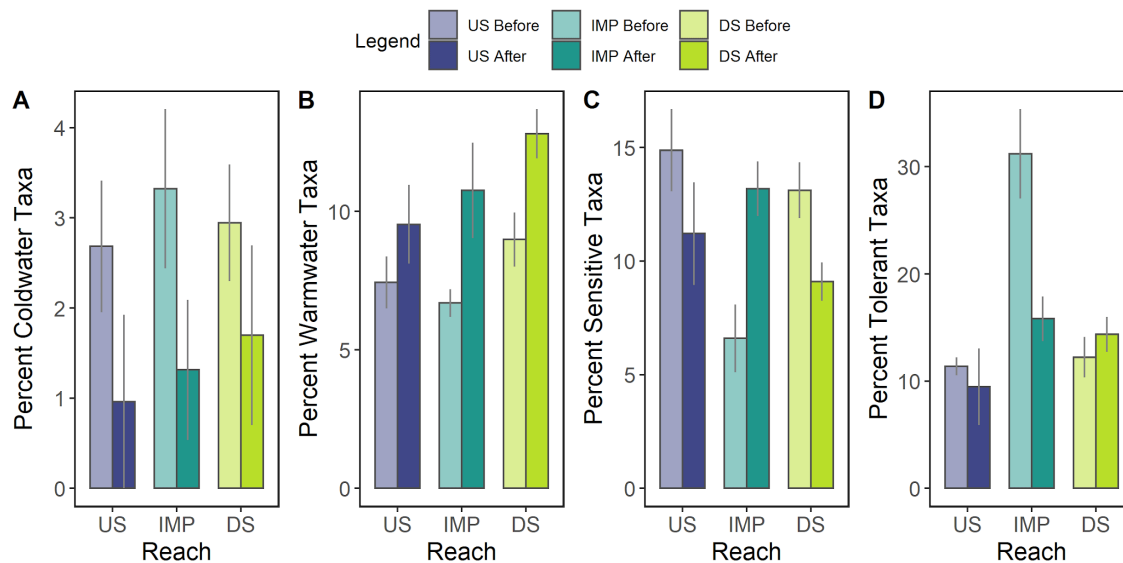 Legend
US Before
IMP Before
DS Before
US After
IMP After
DS After
A
Percent Coldwater Taxa
4
3
2
1
0
US
IMP
DS
Reach
B
Percent Warmwater Taxa
10
5
0
US
IMP
DS
Reach
C
Percent Sensitive Taxa
15
10
5
0
US
IMP
DS
Reach
D
Percent Tolerant Taxa
30
20
10
0
US
IMP
DS
Reach